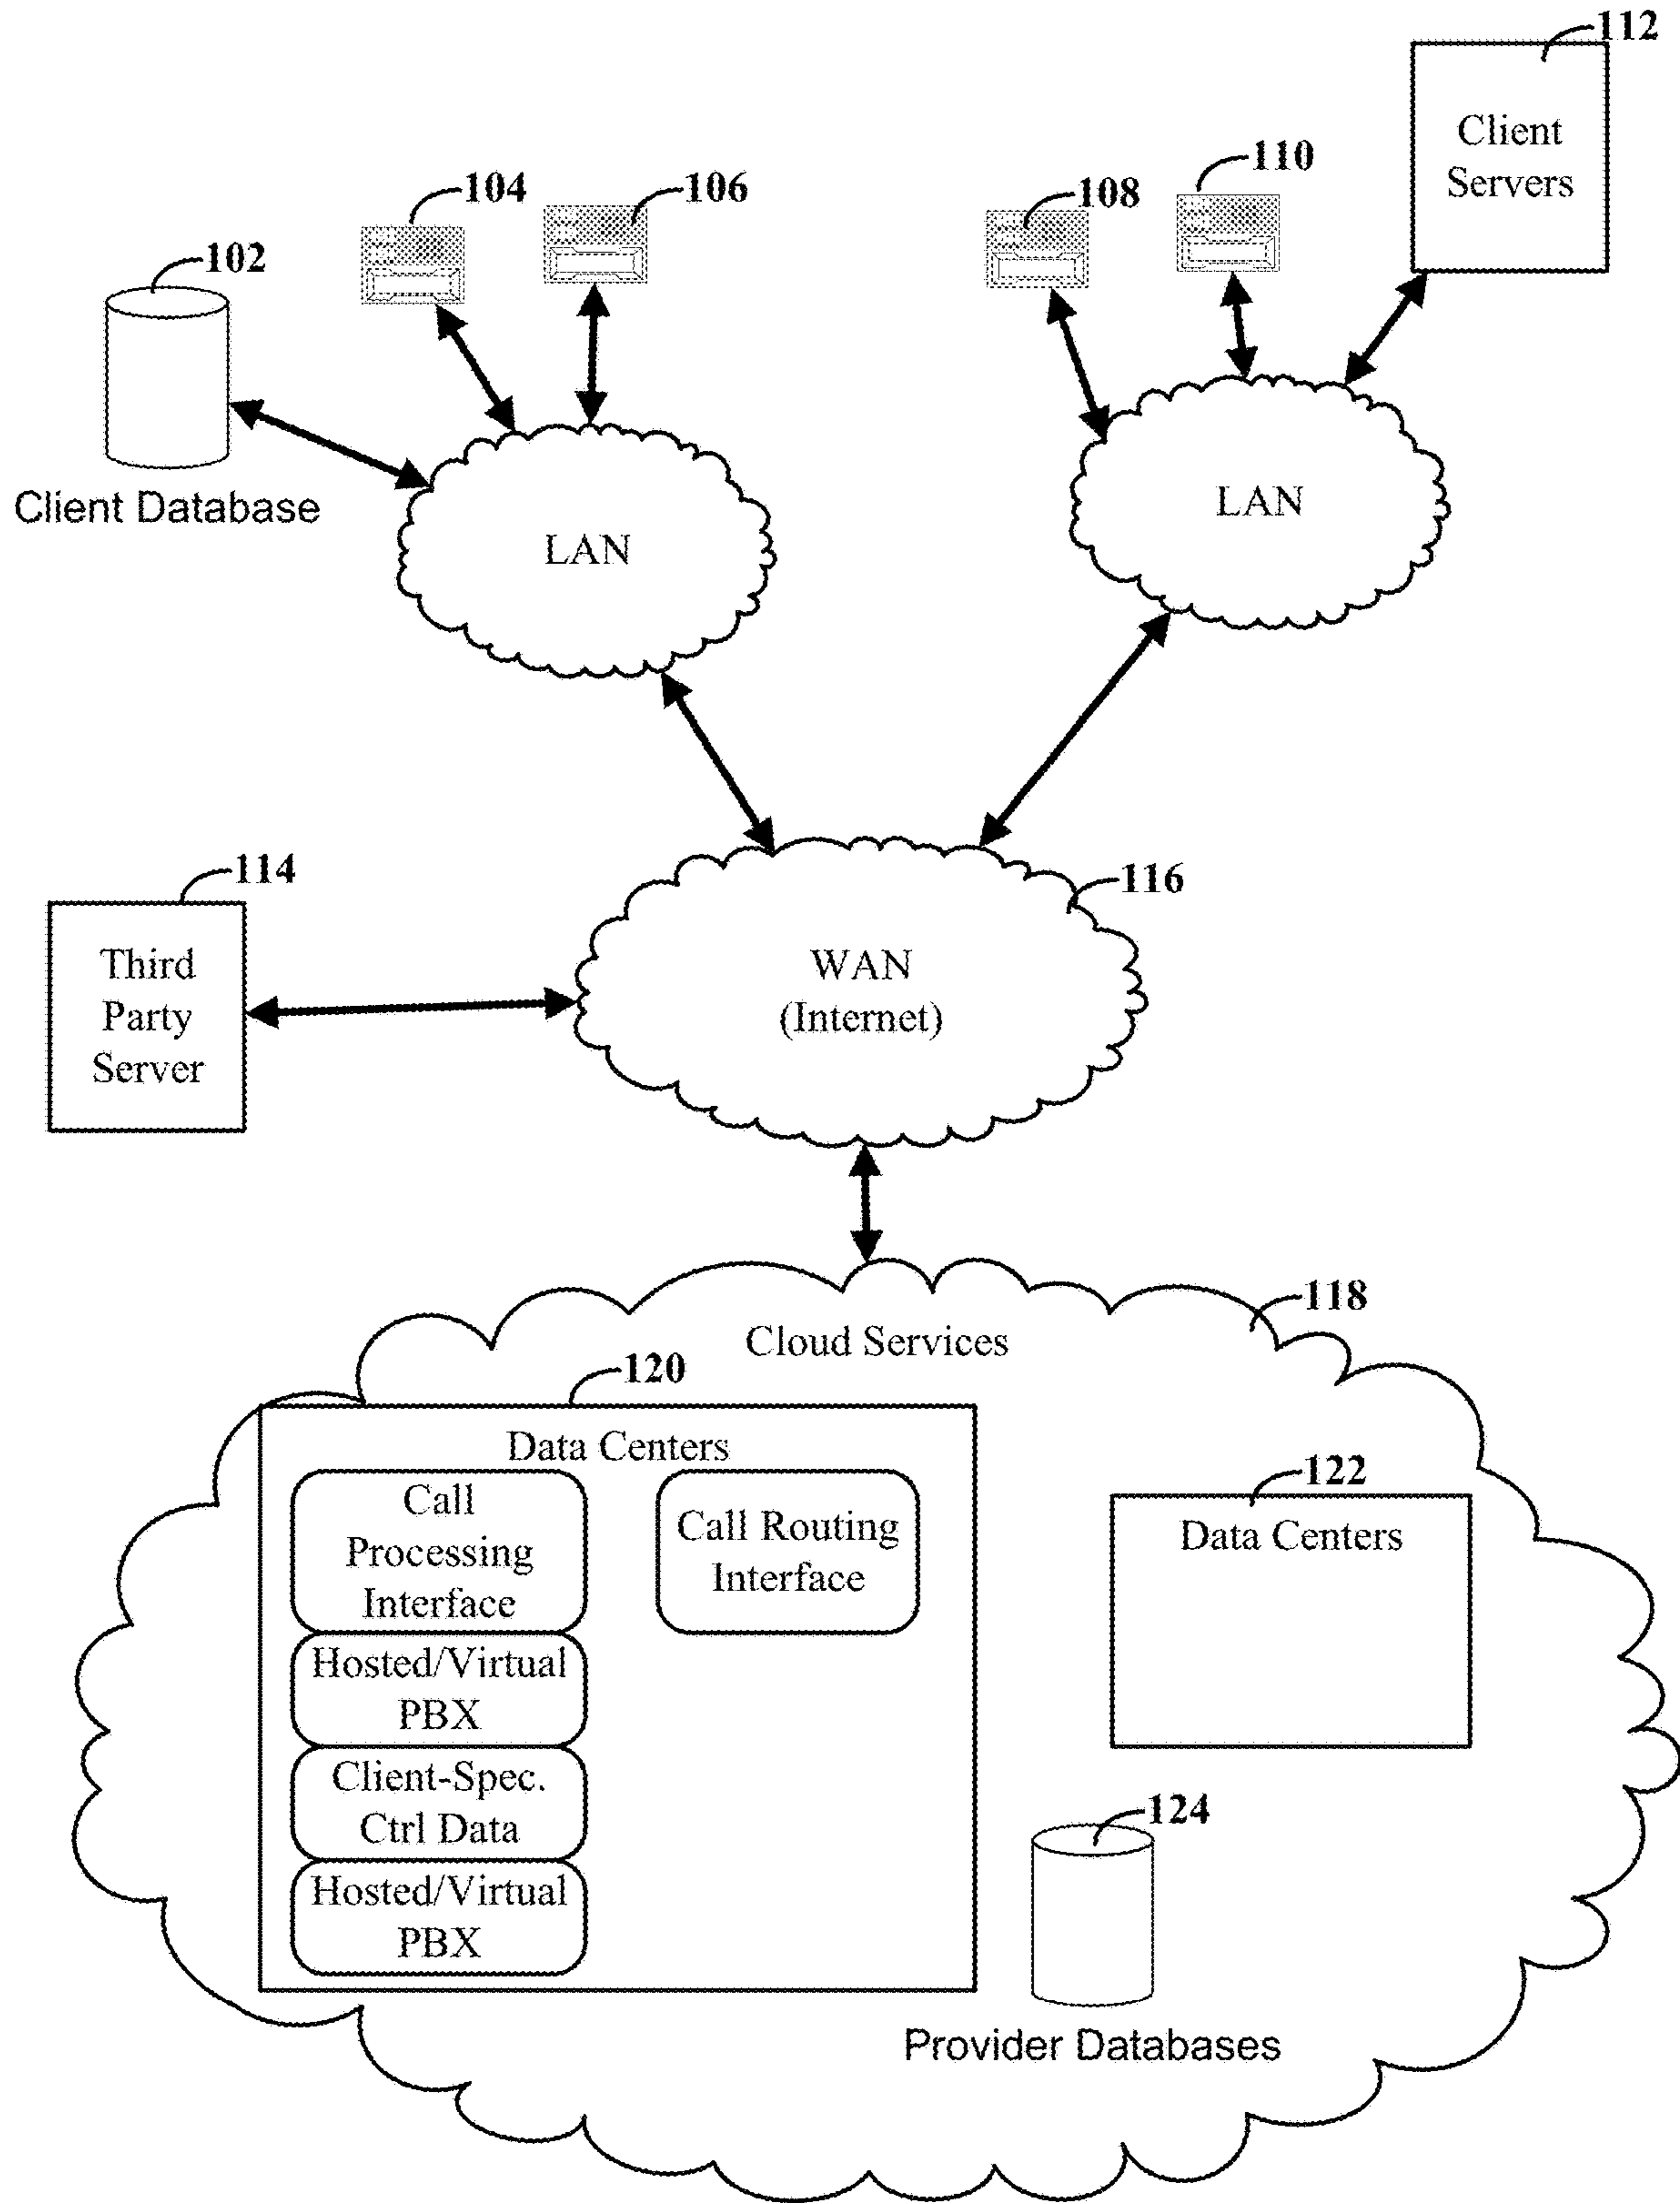 112
Client
Servers
104
106
108
110
102
Client Database
LAN
LAN
114
Third
Party
Server
116
WAN
(Internet)
118
Cloud Services
120
Data Centers
Call
Processing
Interface
Call Routing
Interface
Hosted/Virtual
PBX
Client-Spec.
Ctrl Data
Hosted/Virtual
PBX
122
Data Centers
124
Provider Databases